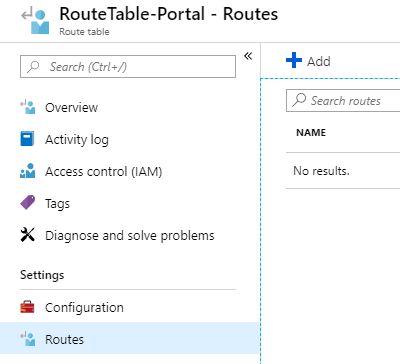 RouteTable-Portal - Routes
Route table
Search (Ctrl+/)
«
Overview
Activity log
Access control (IAM)
Tags
Diagnose and solve problems
Settings
Configuration
Routes
Add
Search routes
NAME
No results.